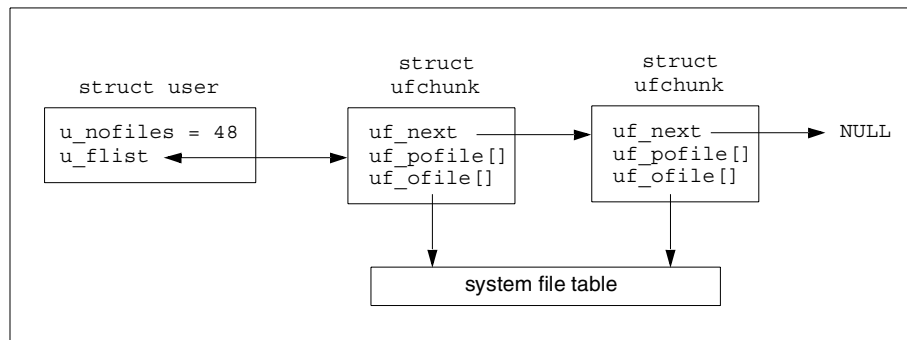 struct user
u_nofiles = 48
u_flist
struct
ufchunk
uf_next
uf_pofile[]
uf_ofile[]
struct
ufchunk
uf_next
uf_pofile[]
uf_ofile[]
NULL
system file table